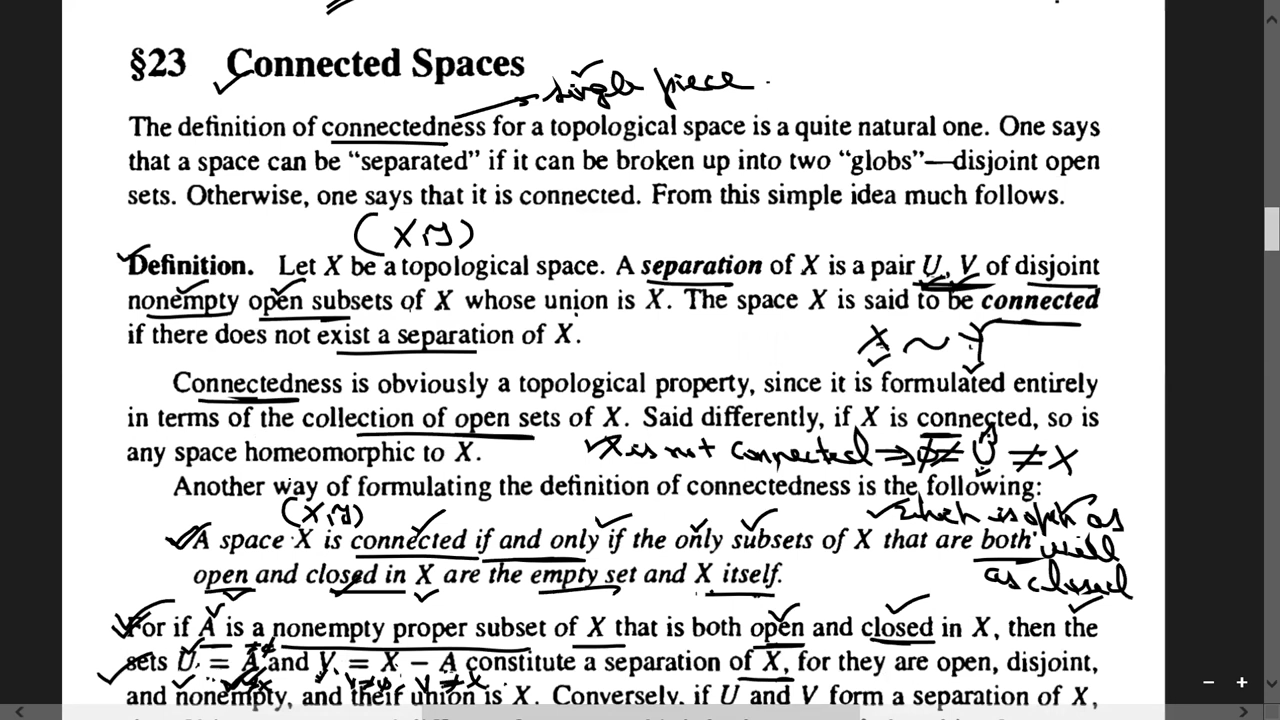 §23 Connected Spaces
single piece.
The definition of connectedness for a topological space is a quite natural one. One says
that a space can be “separated” if it can be broken up into two “globs”—disjoint open
sets. Otherwise, one says that it is connected. From this simple idea much follows.
Definition. Let X be a topological space. A separation of X is a pair U, V of disjoint
nonempty open subsets of X whose union is X. The space X is said to be connected
if there does not exist a separation of X.
X ~ Y
Connectedness is obviously a topological property, since it is formulated entirely
in terms of the collection of open sets of X. Said differently, if X is connected, so is
any space homeomorphic to X.
X is not connected ⇒ φ ≠ U ≠ X
Another way of formulating the definition of connectedness is the following:
which is open as
well
as closed
A space X is connected if and only if the only subsets of X that are both
open and closed in X are the empty set and X itself.
For if A is a nonempty proper subset of X that is both open and closed in X, then the
sets U = A and V = X − A constitute a separation of X, for they are open, disjoint,
and nonempty, and their union is X. Conversely, if U and V form a separation of X,